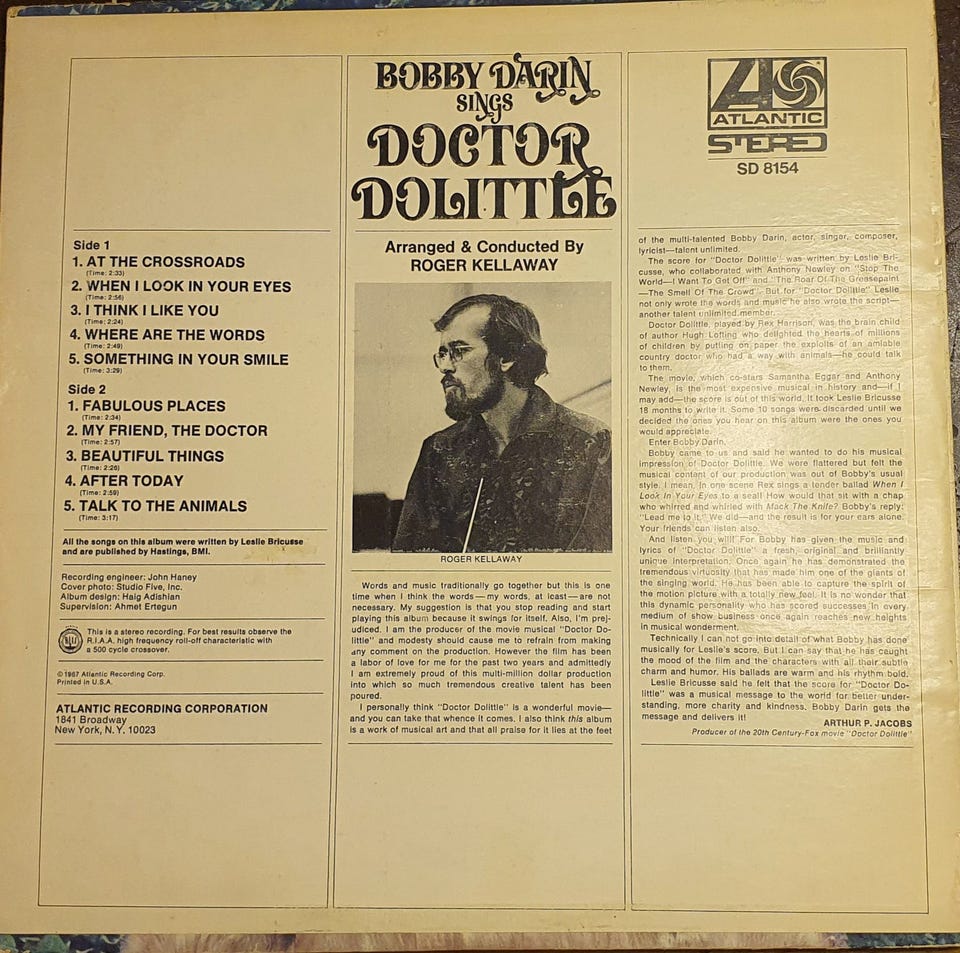 BOBBY DARIN
SINGS
DOCTOR
DOLITTLE
ATLANTIC
STEREO
SD 8154
Side 1
1. AT THE CROSSROADS
(Time: 2:33)
2. WHEN I LOOK IN YOUR EYES
(Time: 2:56)
3. I THINK I LIKE YOU
(Time: 2:24)
4. WHERE ARE THE WORDS
(Time: 2:49)
5. SOMETHING IN YOUR SMILE
(Time: 3:29)
Side 2
1. FABULOUS PLACES
(Time: 2:34)
2. MY FRIEND, THE DOCTOR
(Time: 2:57)
3. BEAUTIFUL THINGS
(Time: 2:26)
4. AFTER TODAY
(Time: 2:59)
5. TALK TO THE ANIMALS
(Time: 3:17)
All the songs on this album were written by Leslie Bricusse
and are published by Hastings, BMI.
Recording engineer: John Haney
Cover photo: Studio Five, Inc.
Album design: Haig Adishian
Supervision: Ahmet Ertegun
This is a stereo recording. For best results observe the
R.I.A.A. high frequency roll-off characteristic with
a 500 cycle crossover.
©1967 Atlantic Recording Corp.
Printed in U.S.A.
ATLANTIC RECORDING CORPORATION
1841 Broadway
New York, N.Y. 10023
Arranged & Conducted By
ROGER KELLAWAY
ROGER KELLAWAY
Words and music traditionally go together but this is one
time when I think the words—my words, at least—are not
necessary. My suggestion is that you stop reading and start
playing this album because it swings for itself. Also, I'm prej-
udiced. I am the producer of the movie musical "Doctor Do-
little" and modesty should cause me to refrain from making
any comment on the production. However the film has been
a labor of love for me for the past two years and admittedly
I am extremely proud of this multi-million dollar production
into which so much tremendous creative talent has been
poured.
I personally think "Doctor Dolittle" is a wonderful movie—
and you can take that whence it comes. I also think this album
is a work of musical art and that all praise for it lies at the feet
of the multi-talented Bobby Darin, actor, singer, composer,
lyricist—talent unlimited.
The score for "Doctor Dolittle" was written by Leslie Bri-
cusse, who collaborated with Anthony Newley on "Stop The
World—I Want To Get Off" and "The Roar Of The Greasepaint
—The Smell Of The Crowd". But for "Doctor Dolittle" Leslie
not only wrote the words and music he also wrote the script—
another talent unlimited member.
Doctor Dolittle, played by Rex Harrison, was the brain child
of author Hugh Lofting who delighted the hearts of millions
of children by putting on paper the exploits of an amiable
country doctor who had a way with animals—he could talk
to them.
The movie, which co-stars Samantha Eggar and Anthony
Newley, is the most expensive musical in history and—if I
may add—the score is out of this world. It took Leslie Bricusse
18 months to write it. Some 10 songs were discarded until we
decided the ones you hear on this album were the ones you
would appreciate.
Enter Bobby Darin.
Bobby came to us and said he wanted to do his musical
impression of Doctor Dolittle. We were flattered but felt the
musical content of our production was out of Bobby's usual
style. I mean, in one scene Rex sings a tender ballad When I
Look In Your Eyes to a seal! How would that sit with a chap
who whirred and whirled with Mack The Knife? Bobby's reply:
"Lead me to it." We did—and the result is for your ears alone.
Your friends can listen also.
And listen you will! For Bobby has given the music and
lyrics of "Doctor Dolittle" a fresh, original and brilliantly
unique interpretation. Once again he has demonstrated the
tremendous virtuosity that has made him one of the giants of
the singing world. He has been able to capture the spirit of
the motion picture with a totally new feel. It is no wonder that
this dynamic personality who has scored successes in every
medium of show business once again reaches new heights
in musical wonderment.
Technically I can not go into detail of what Bobby has done
musically for Leslie's score. But I can say that he has caught
the mood of the film and the characters with all their subtle
charm and humor. His ballads are warm and his rhythm bold.
Leslie Bricusse said he felt that the score for "Doctor Do-
little" was a musical message to the world for better under-
standing, more charity and kindness. Bobby Darin gets the
message and delivers it!
ARTHUR P. JACOBS
Producer of the 20th Century-Fox movie "Doctor Dolittle"